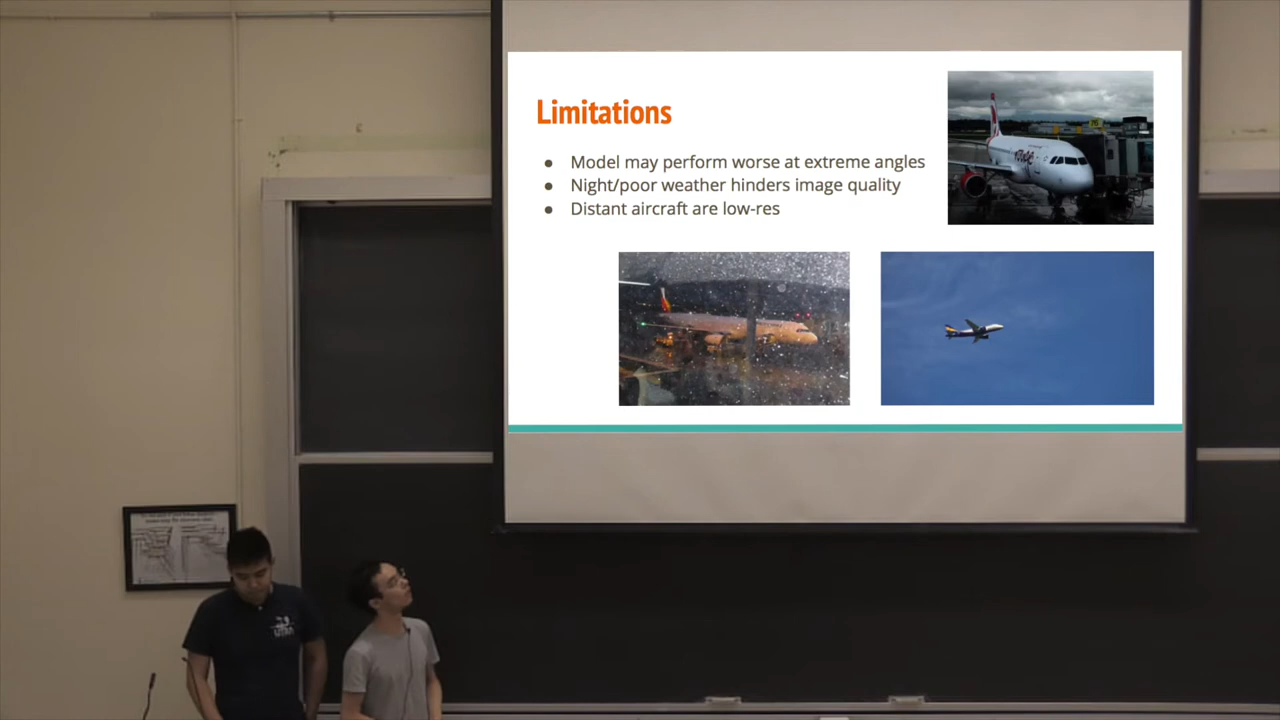 Limitations
● Model may perform worse at extreme angles
● Night/poor weather hinders image quality
● Distant aircraft are low-res
rouge